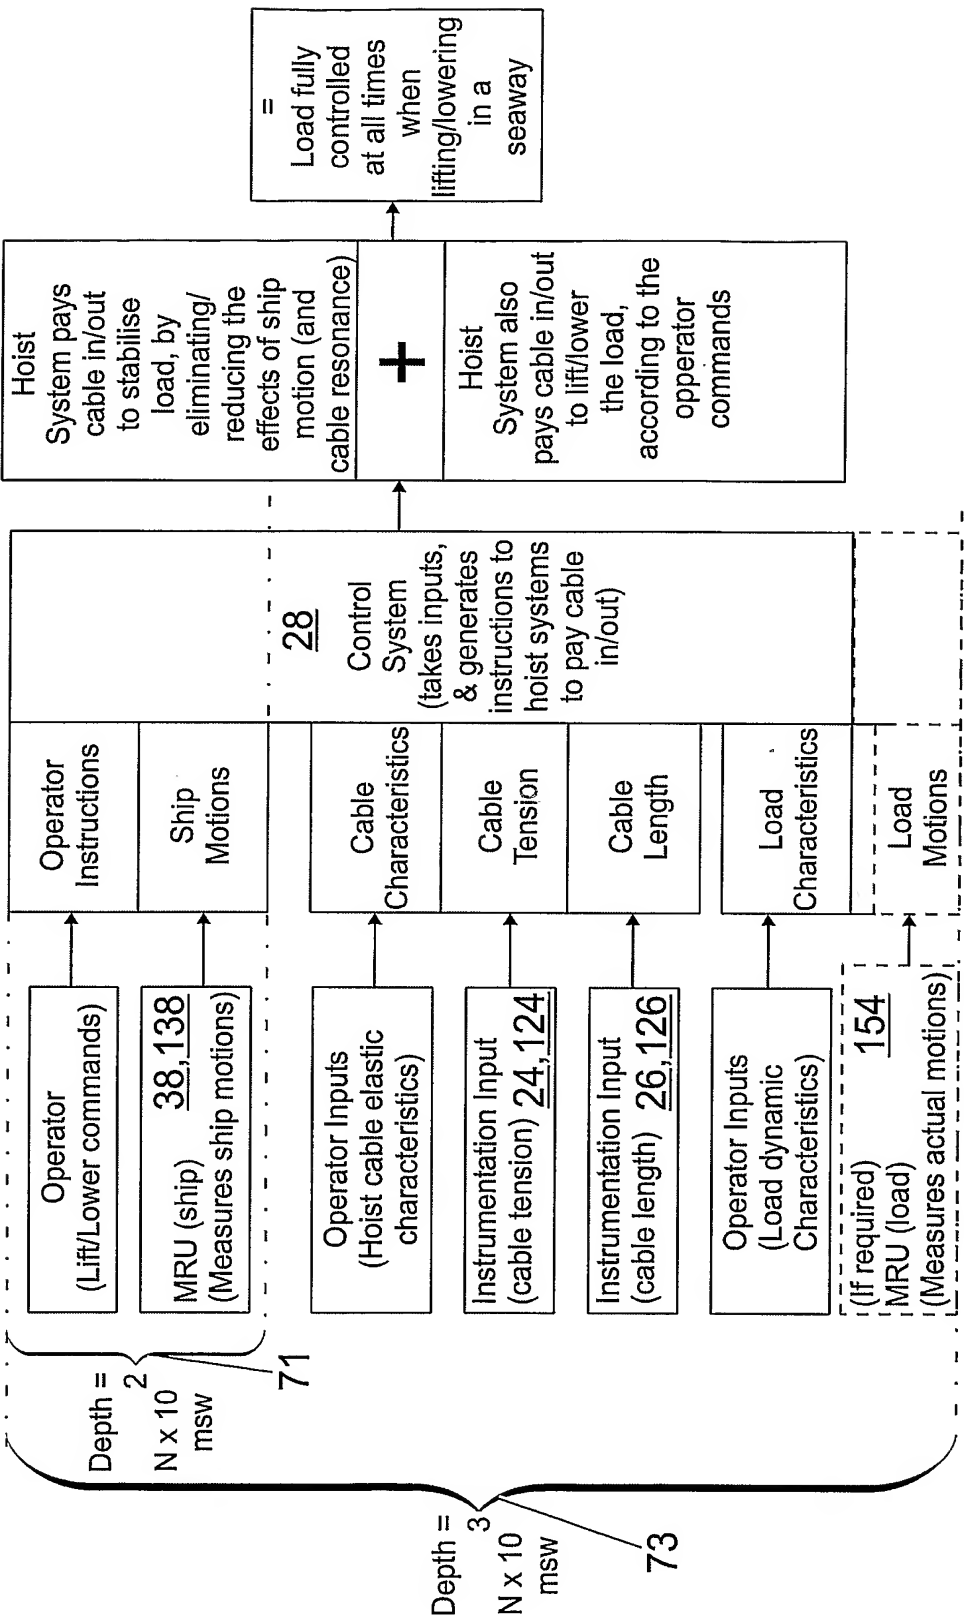 Depth =
N x 10 2
msw
71
Depth =
N x 10 3
msw
73
Operator
(Lift/Lower commands)
MRU (ship) 38,138
(Measures ship motions)
Operator Inputs
(Hoist cable elastic
characteristics)
Instrumentation Input
(cable tension) 24,124
Instrumentation Input
(cable length) 26,126
Operator Inputs
(Load dynamic
Characteristics)
(If required) 154
MRU (load)
(Measures actual motions)
Operator
Instructions
Ship
Motions
Cable
Characteristics
Cable
Tension
Cable
Length
Load
Characteristics
Load
Motions
28
Control
System
(takes inputs,
& generates
instructions to
hoist systems
to pay cable
in/out)
Hoist
System pays
cable in/out
to stabilise
load, by
eliminating/
reducing the
effects of ship
motion (and
cable resonance)
+
Hoist
System also
pays cable in/out
to lift/lower
the load,
according to the
opperator
commands
=
Load fully
controlled
at all times
when
lifting/lowering
in a
seaway